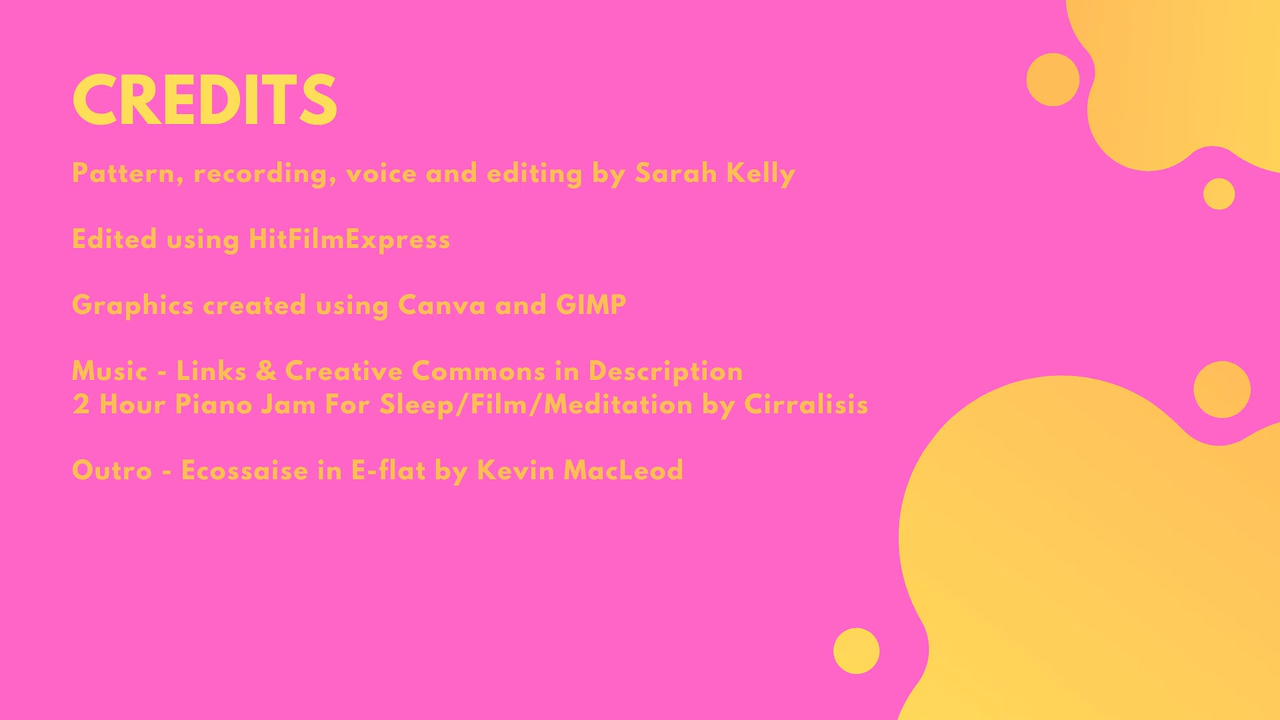 CREDITS
Pattern, recording, voice and editing by Sarah Kelly
Edited using HitFilmExpress
Graphics created using Canva and GIMP
Music - Links & Creative Commons in Description
2 Hour Piano Jam For Sleep/Film/Meditation by Cirralisis
Outro - Ecossaise in E-flat by Kevin MacLeod